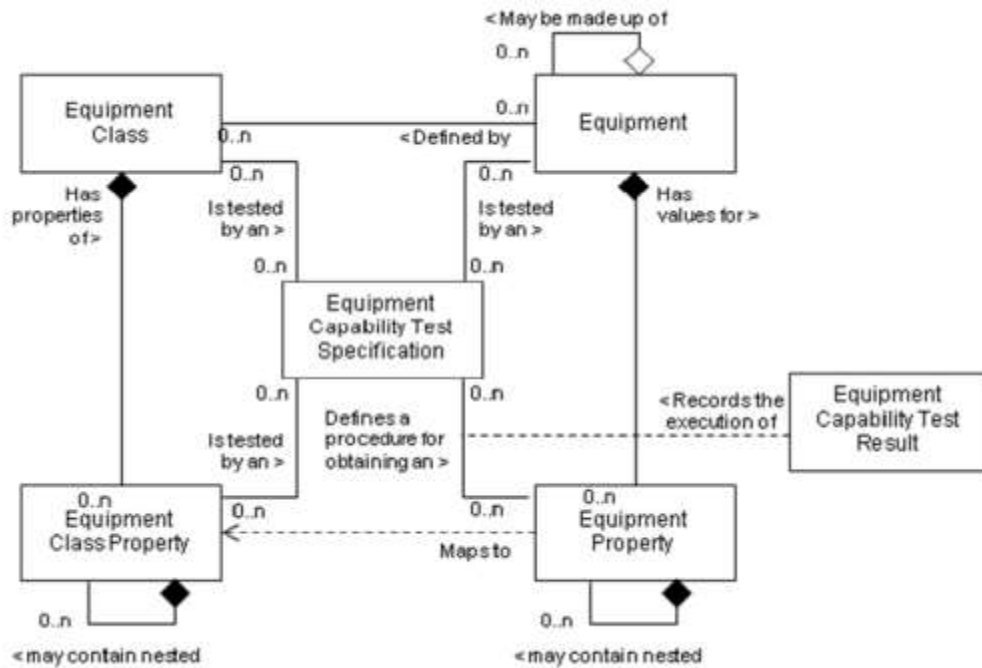 < May be made up of
0..n
Equipment
Class
0..n
Equipment
0..n
< Defined by
0..n
0..n
Has
properties
of >
Is tested
by an >
Is tested
by an >
Has
values for >
0..n
0..n
Equipment
Capability Test
Specification
0..n
0..n
Defines a
procedure for
obtaining an >
< Records the
execution of
Equipment
Capability Test
Result
Is tested
by an >
0..n
Equipment
Class Property
0..n
0..n
0..n
Equipment
Property
Maps to
0..n
0..n
< may contain nested
< may contain nested